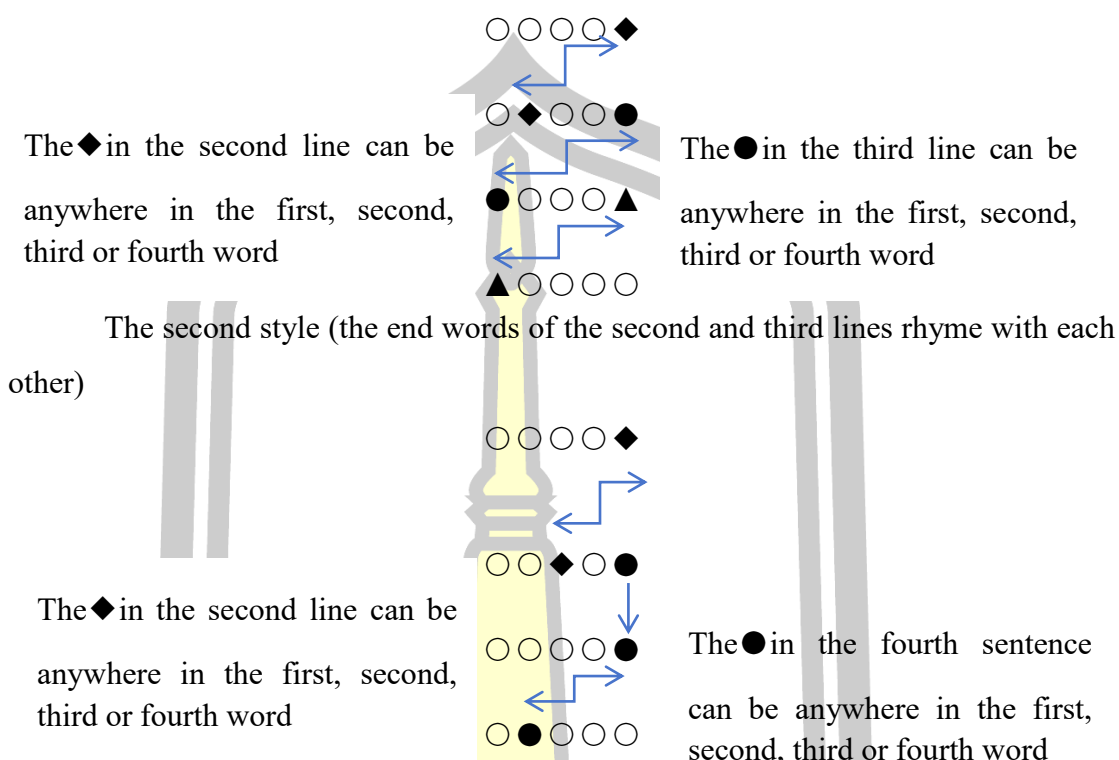 ○○○○◆
○◆○○●
The◆in the second line can be
anywhere in the first, second,
third or fourth word
The●in the third line can be
anywhere in the first, second,
third or fourth word
●○○○▲
▲○○○○
The second style (the end words of the second and third lines rhyme with each
other)
○○○○◆
○○◆○●
The◆in the second line can be
anywhere in the first, second,
third or fourth word
○○○○●
The●in the fourth sentence
can be anywhere in the first,
second, third or fourth word
○●○○○